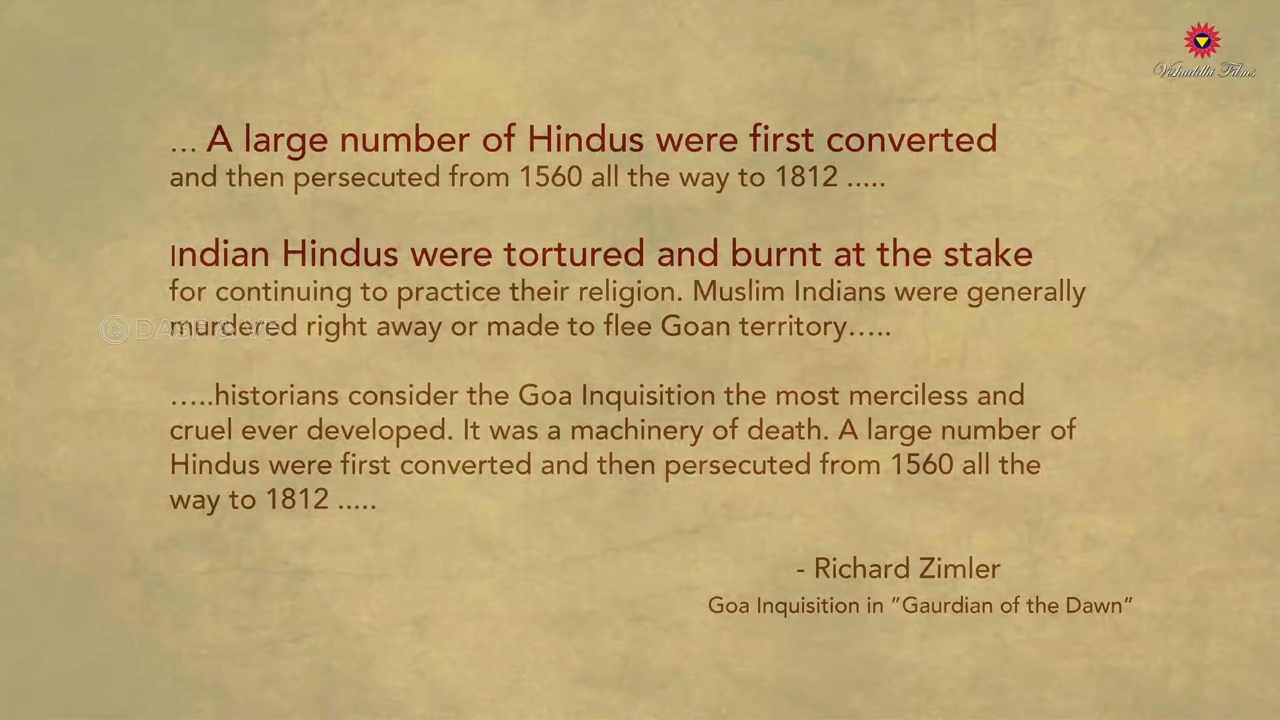 Vishuddhi Films
... A large number of Hindus were first converted
and then persecuted from 1560 all the way to 1812 .....
Indian Hindus were tortured and burnt at the stake
for continuing to practice their religion. Muslim Indians were generally
murdered right away or made to flee Goan territory…..
…..historians consider the Goa Inquisition the most merciless and
cruel ever developed. It was a machinery of death. A large number of
Hindus were first converted and then persecuted from 1560 all the
way to 1812 .....
- Richard Zimler
Goa Inquisition in ”Gaurdian of the Dawn”